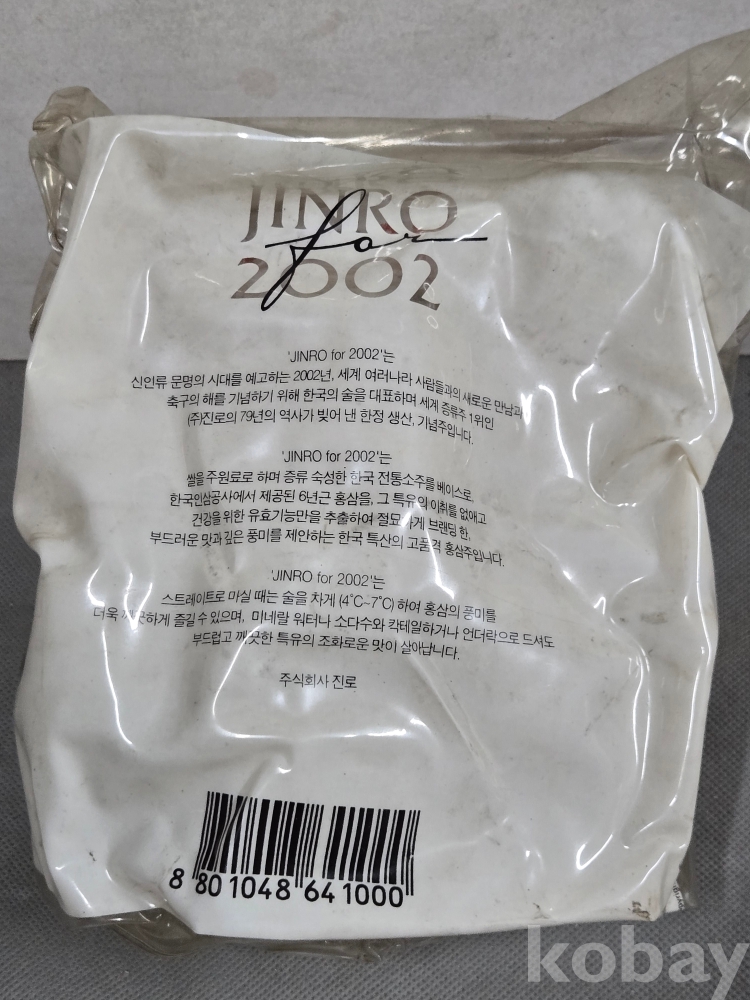 JINRO
for
2002
'JINRO for 2002'는
신인류 문명의 시대를 예고하는 2002년, 세계 여러나라 사람들과의 새로운 만남과
축구의 해를 기념하기 위해 한국의 술을 대표하며 세계 증류주 1위인
(주)진로의 79년의 역사가 빚어 낸 한정 생산, 기념주입니다.
'JINRO for 2002'는
쌀을 주원료로 하며 증류 숙성한 한국 전통소주를 베이스로
한국인삼공사에서 제공된 6년근 홍삼을, 그 특유의 이취를 없애고
건강을 위한 유효기능만을 추출하여 절묘하게 브랜딩 한,
부드러운 맛과 깊은 풍미를 제안하는 한국 특산의 고품격 홍삼주입니다.
'JINRO for 2002'는
스트레이트로 마실 때는 술을 차게 (4°C~7°C) 하여 홍삼의 풍미를
더욱 깨끗하게 즐길 수 있으며, 미네랄 워터나 소다수와 칵테일하거나 언더락으로 드셔도
부드럽고 깨끗한 특유의 조화로운 맛이 살아납니다.
주식회사 진로
8 801048 641000
kobay